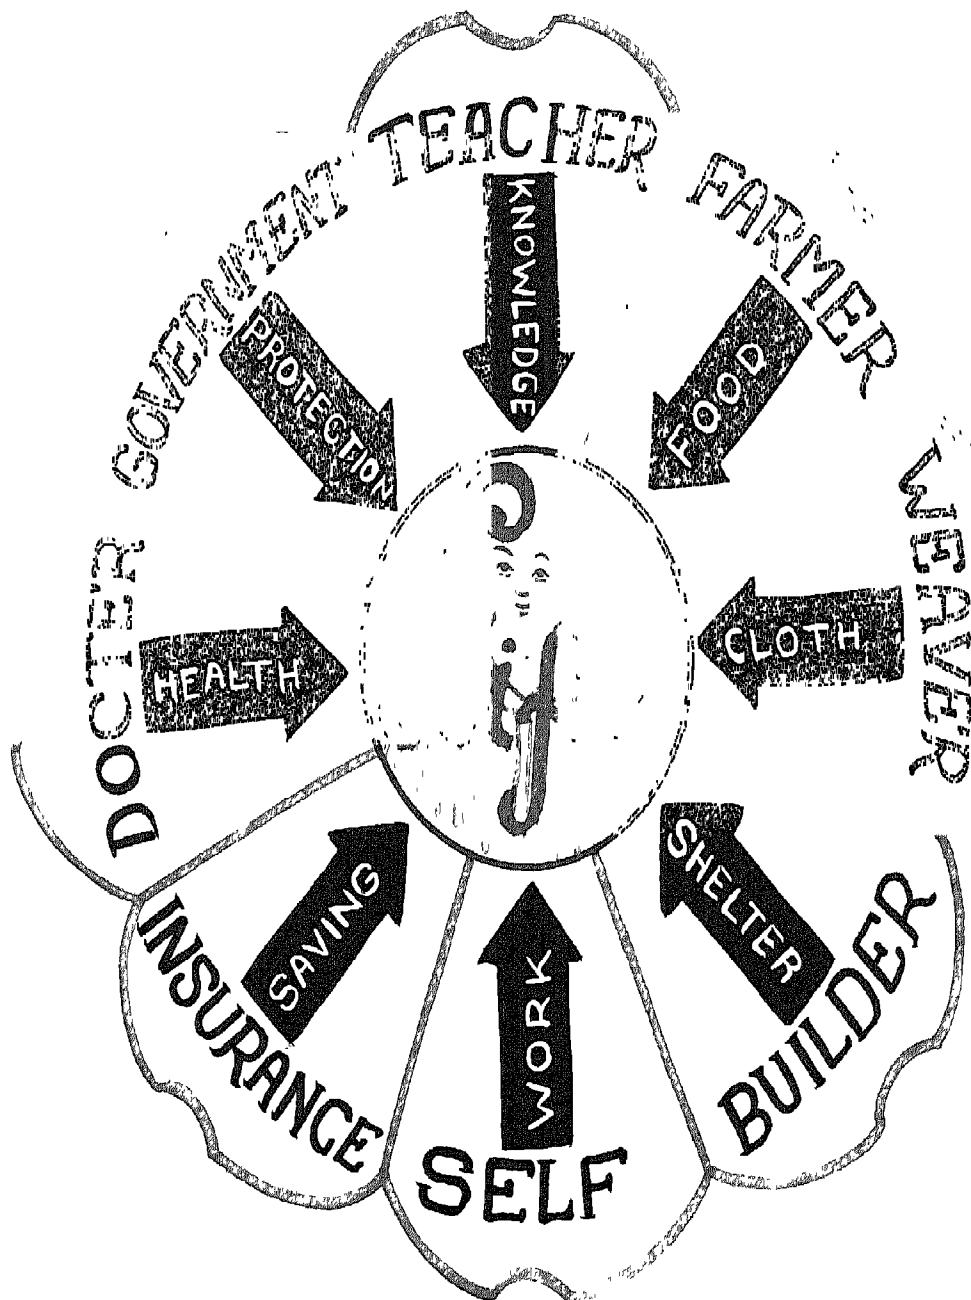 TEACHER
KNOWLEDGE
FARMER
FOOD
WEAVER
CLOTH
BUILDER
SHELTER
SELF
WORK
INSURANCE
SAVING
DOCTER
HEALTH
GOVERNMENT
PROTECTION